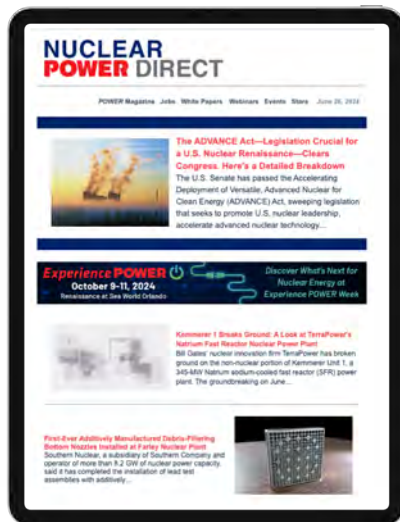 NUCLEAR
POWER DIRECT
POWER Magazine Jobs White Papers Webinars Events Store June 26, 2024
The ADVANCE Act—Legislation Crucial for
a U.S. Nuclear Renaissance—Clears
Congress. Here's a Detailed Breakdown
The U.S. Senate has passed the Accelerating
Deployment of Versatile, Advanced Nuclear for
Clean Energy (ADVANCE) Act, sweeping legislation
that seeks to promote U.S. nuclear leadership,
accelerate advanced nuclear technology...
Experience POWER
October 9-11, 2024
Renaissance at Sea World Orlando
Discover What's Next for
Nuclear Energy at
Experience POWER Week
Kemmerer 1 Breaks Ground: A Look at TerraPower's
Natrium Fast Reactor Nuclear Power Plant
Bill Gates' nuclear innovation firm TerraPower has broken
ground on the non-nuclear portion of Kemmerer Unit 1, a
345-MW Natrium sodium-cooled fast reactor (SFR) power
plant. The groundbreaking on June...
First-Ever Additively Manufactured Debris-Filtering
Bottom Nozzles Installed at Farley Nuclear Plant
Southern Nuclear, a subsidiary of Southern Company and
operator of more than 8.2 GW of nuclear power capacity,
said it has completed the installation of lead test
assemblies with additively...